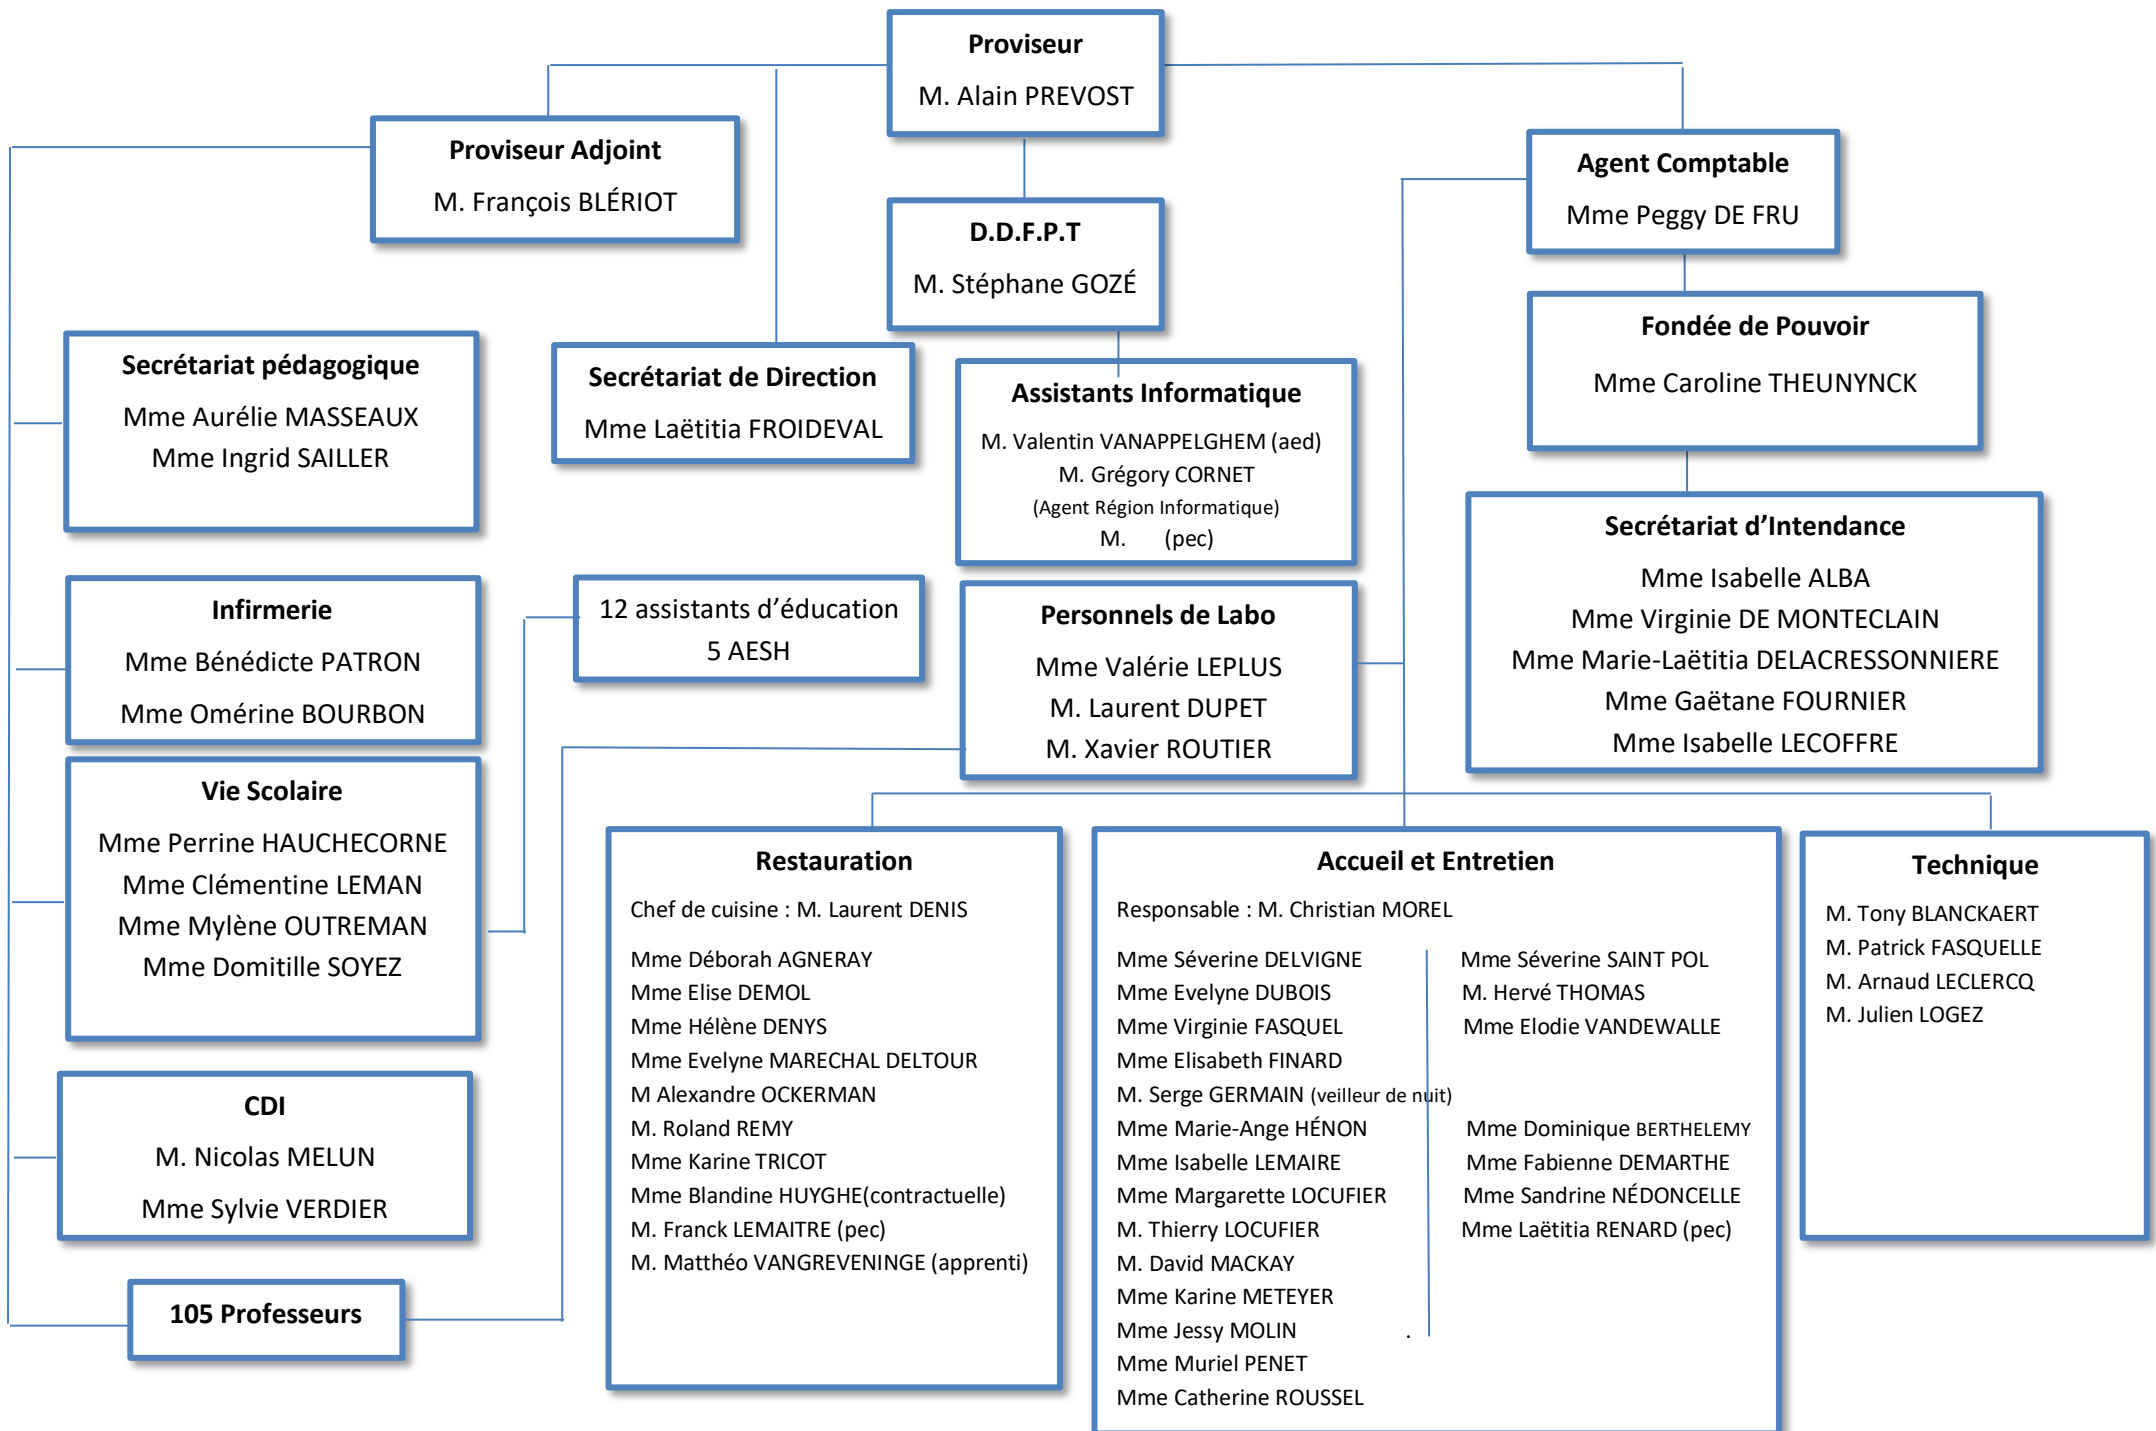 Proviseur
M. Alain PREVOST
Proviseur Adjoint
M. François BLÉRIOT
Agent Comptable
Mme Peggy DE FRU
D.D.F.P.T
M. Stéphane GOZÉ
Fondée de Pouvoir
Mme Caroline THEUNYNCK
Secrétariat pédagogique
Mme Aurélie MASSEAUX
Mme Ingrid SAILLER
Secrétariat de Direction
Mme Laëtitia FROIDEVAL
Assistants Informatique
M. Valentin VANAPPELGHEM (aed)
M. Grégory CORNET
(Agent Région Informatique)
M. (pec)
Secrétariat d’Intendance
Mme Isabelle ALBA
Mme Virginie DE MONTECLAIN
Mme Marie-Laëtitia DELACRESSONNIERE
Mme Gaëtane FOURNIER
Mme Isabelle LECOFFRE
Infirmerie
Mme Bénédicte PATRON
Mme Omérine BOURBON
12 assistants d’éducation
5 AESH
Personnels de Labo
Mme Valérie LEPLUS
M. Laurent DUPET
M. Xavier ROUTIER
Vie Scolaire
Mme Perrine HAUCHECORNE
Mme Clémentine LEMAN
Mme Mylène OUTREMAN
Mme Domitille SOYEZ
CDI
M. Nicolas MELUN
Mme Sylvie VERDIER
105 Professeurs
Restauration
Chef de cuisine : M. Laurent DENIS
Mme Déborah AGNERAY
Mme Elise DEMOL
Mme Hélène DENYS
Mme Evelyne MARECHAL DELTOUR
M Alexandre OCKERMAN
M. Roland REMY
Mme Karine TRICOT
Mme Blandine HUYGHE(contractuelle)
M. Franck LEMAITRE (pec)
M. Matthéo VANGREVENINGE (apprenti)
Accueil et Entretien
Responsable : M. Christian MOREL
Mme Séverine DELVIGNE
Mme Evelyne DUBOIS
Mme Virginie FASQUEL
Mme Elisabeth FINARD
M. Serge GERMAIN (veilleur de nuit)
Mme Marie-Ange HÉNON
Mme Isabelle LEMAIRE
Mme Margarette LOCUFIER
M. Thierry LOCUFIER
M. David MACKAY
Mme Karine METEYER
Mme Jessy MOLIN .
Mme Muriel PENET
Mme Catherine ROUSSEL
Mme Séverine SAINT POL
M. Hervé THOMAS
Mme Elodie VANDEWALLE
Mme Dominique BERTHELEMY
Mme Fabienne DEMARTHE
Mme Sandrine NÉDONCELLE
Mme Laëtitia RENARD (pec)
Technique
M. Tony BLANCKAERT
M. Patrick FASQUELLE
M. Arnaud LECLERCQ
M. Julien LOGEZ